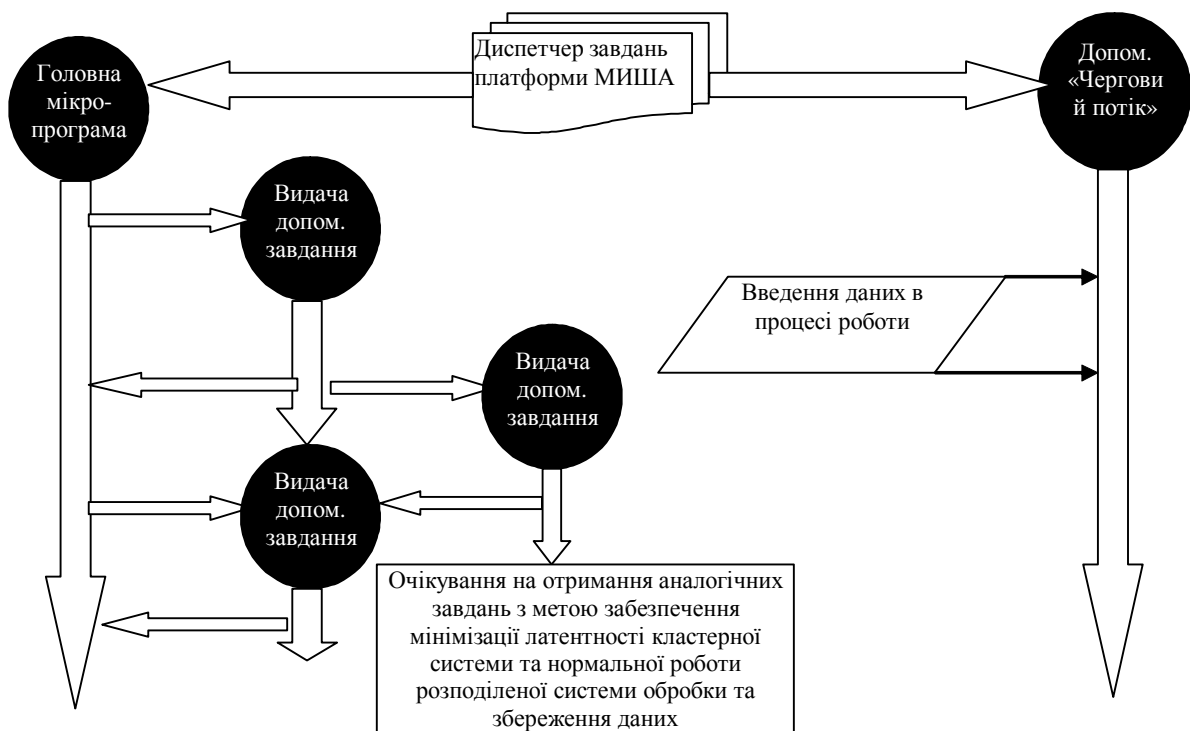 Диспетчер завдань
платформи МИША
Головна
мікро-
програма
Допом.
«Чергови
й потік»
Видача
допом.
завдання
Введення даних в
процесі роботи
Видача
допом.
завдання
Видача
допом.
завдання
Очікування на отримання аналогічних
завдань з метою забезпечення
мінімізації латентності кластерної
системи та нормальної роботи
розподіленої системи обробки та
збереження даних